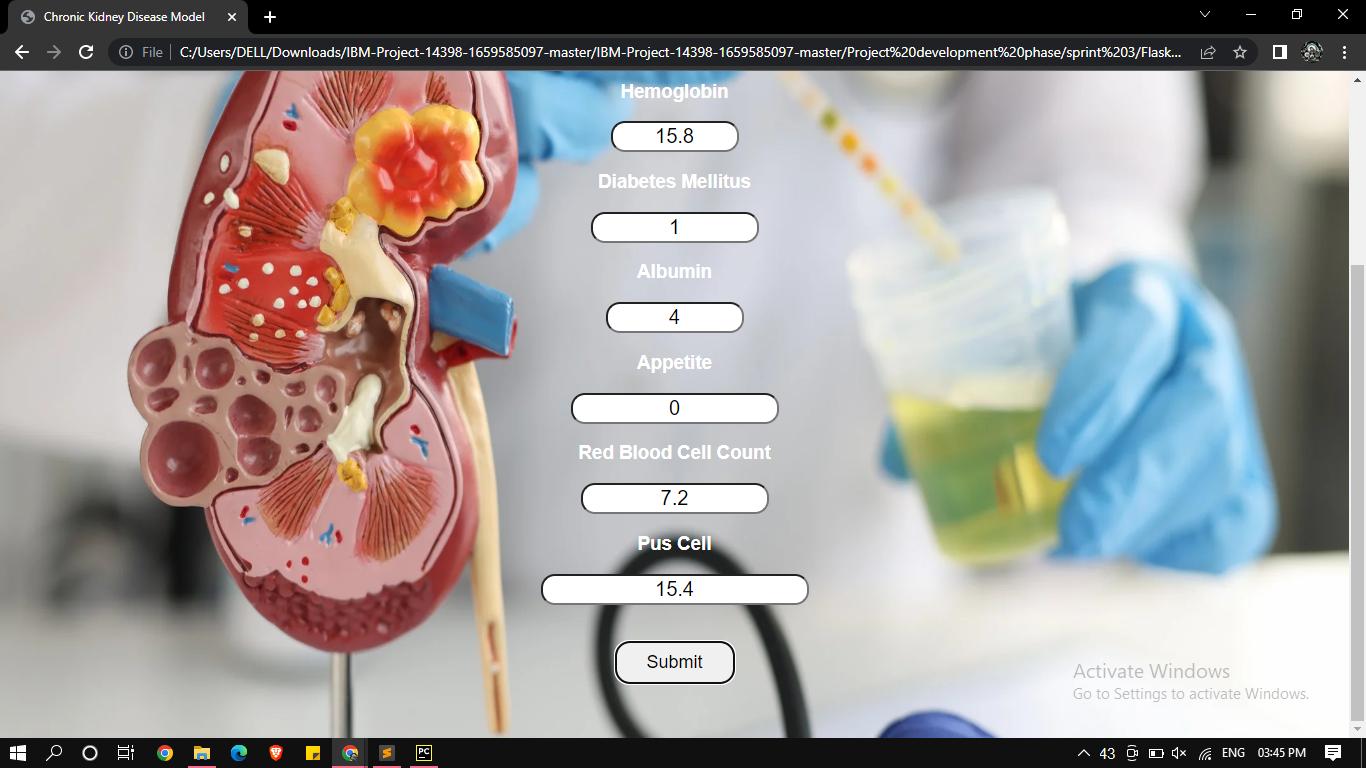 Chronic Kidney Disease Model
File
C:/Users/DELL/Downloads/IBM-Project-14398-1659585097-master/IBM-Project-14398-1659585097-master/Project%20development%20phase/sprint%203/Flask...
Hemoglobin
15.8
Diabetes Mellitus
1
Albumin
4
Appetite
0
Red Blood Cell Count
7.2
Pus Cell
15.4
Submit
Activate Windows
Go to Settings to activate Windows.
PC
43
ENG
03:45 PM